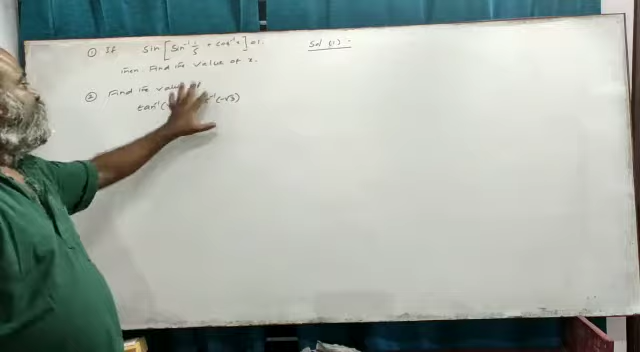 ① If sin [sin⁻¹ 1/5 + cos⁻¹ x] = 1.
then find the value of x.
Sol (1) :-
② Find the value of
tan⁻¹( (-√3)